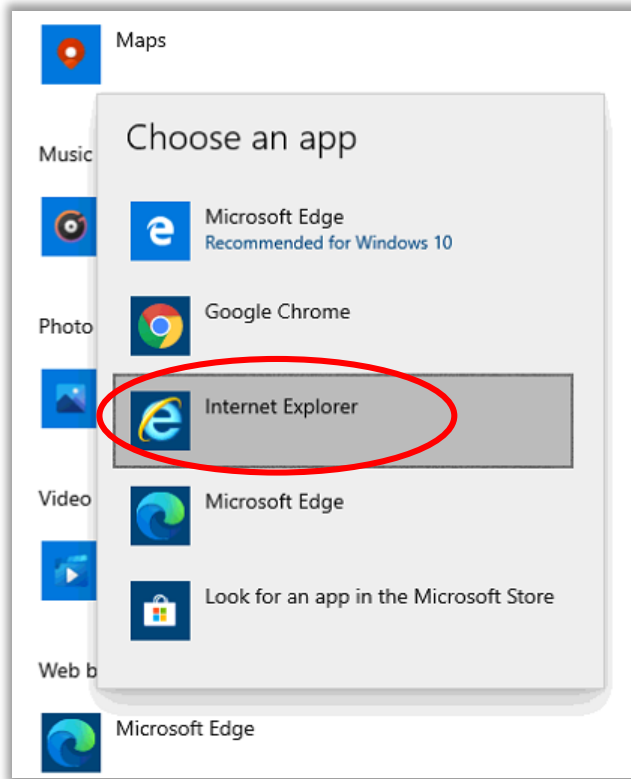 Maps
Choose an app
Music
Microsoft Edge
Recommended for Windows 10
Google Chrome
Photo
Internet Explorer
Video
Microsoft Edge
Look for an app in the Microsoft Store
Web b
Microsoft Edge